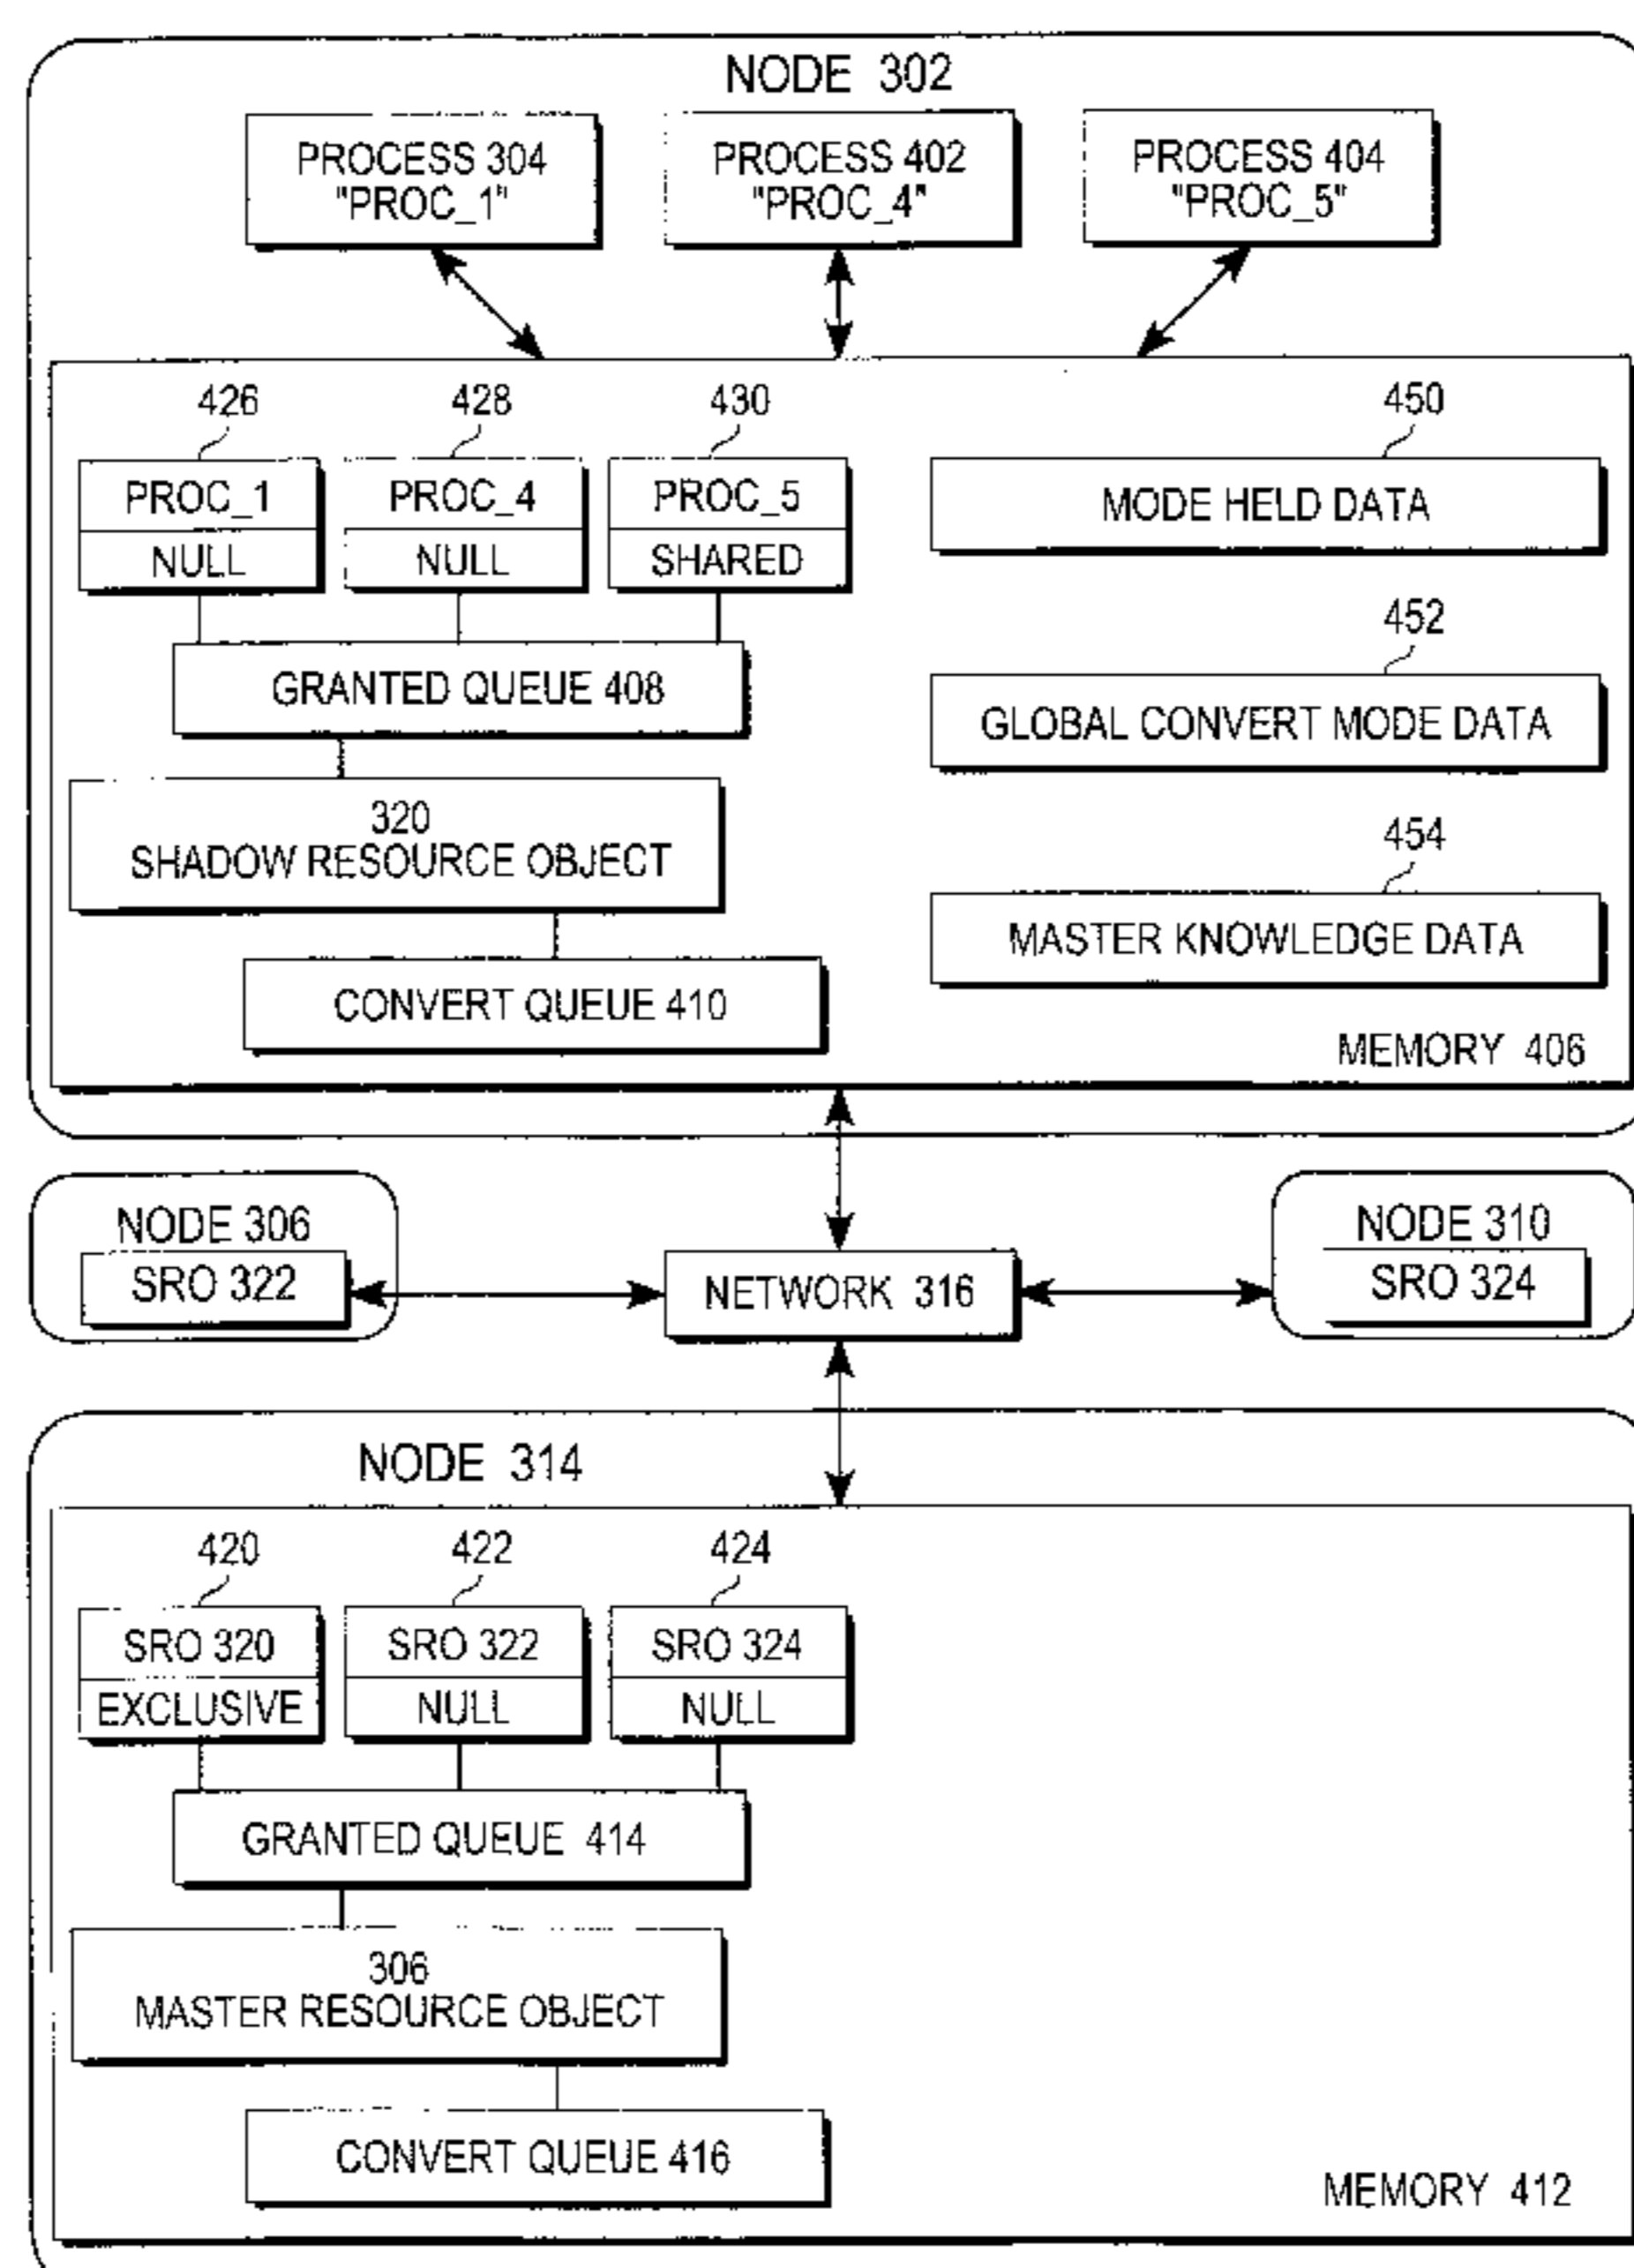 NODE 302
PROCESS 304
"PROC_1"
PROCESS 402
"PROC_4"
PROCESS 404
"PROC_5"
426
428
430
450
PROC_1
NULL
PROC_4
NULL
PROC_5
SHARED
MODE HELD DATA
452
GRANTED QUEUE 408
GLOBAL CONVERT MODE DATA
320
SHADOW RESOURCE OBJECT
454
MASTER KNOWLEDGE DATA
CONVERT QUEUE 410
MEMORY 406
NODE 306
SRO 322
NETWORK 316
NODE 310
SRO 324
NODE 314
420
422
424
SRO 320
EXCLUSIVE
SRO 322
NULL
SRO 324
NULL
GRANTED QUEUE 414
306
MASTER RESOURCE OBJECT
CONVERT QUEUE 416
MEMORY 412